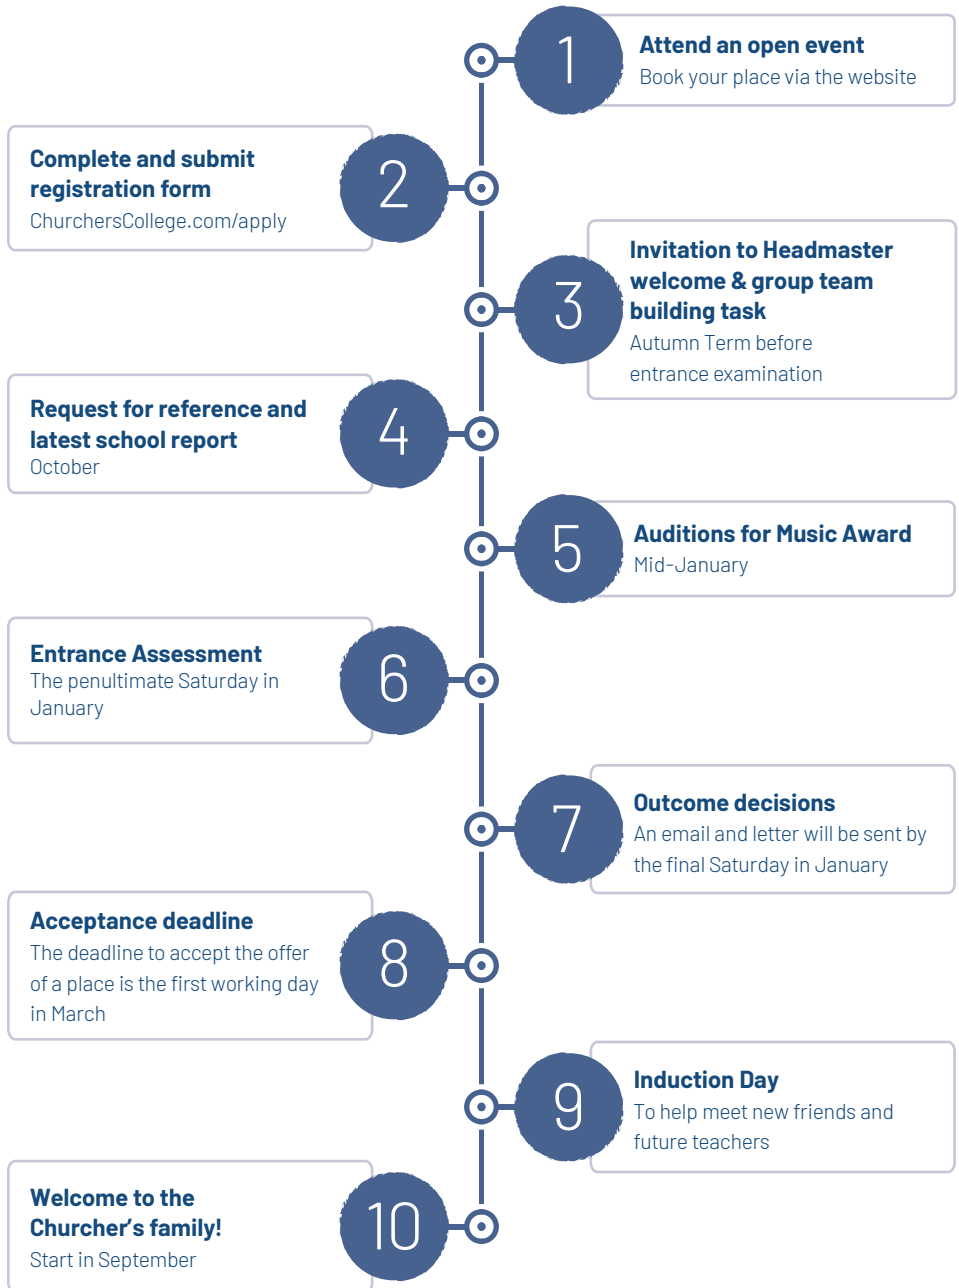 1
Attend an open event
Book your place via the website
2
Complete and submit
registration form
ChurchersCollege.com/apply
3
Invitation to Headmaster
welcome & group team
building task
Autumn Term before
entrance examination
4
Request for reference and
latest school report
October
5
Auditions for Music Award
Mid-January
6
Entrance Assessment
The penultimate Saturday in
January
7
Outcome decisions
An email and letter will be sent by
the final Saturday in January
8
Acceptance deadline
The deadline to accept the offer
of a place is the first working day
in March
9
Induction Day
To help meet new friends and
future teachers
10
Welcome to the
Churcher's family!
Start in September